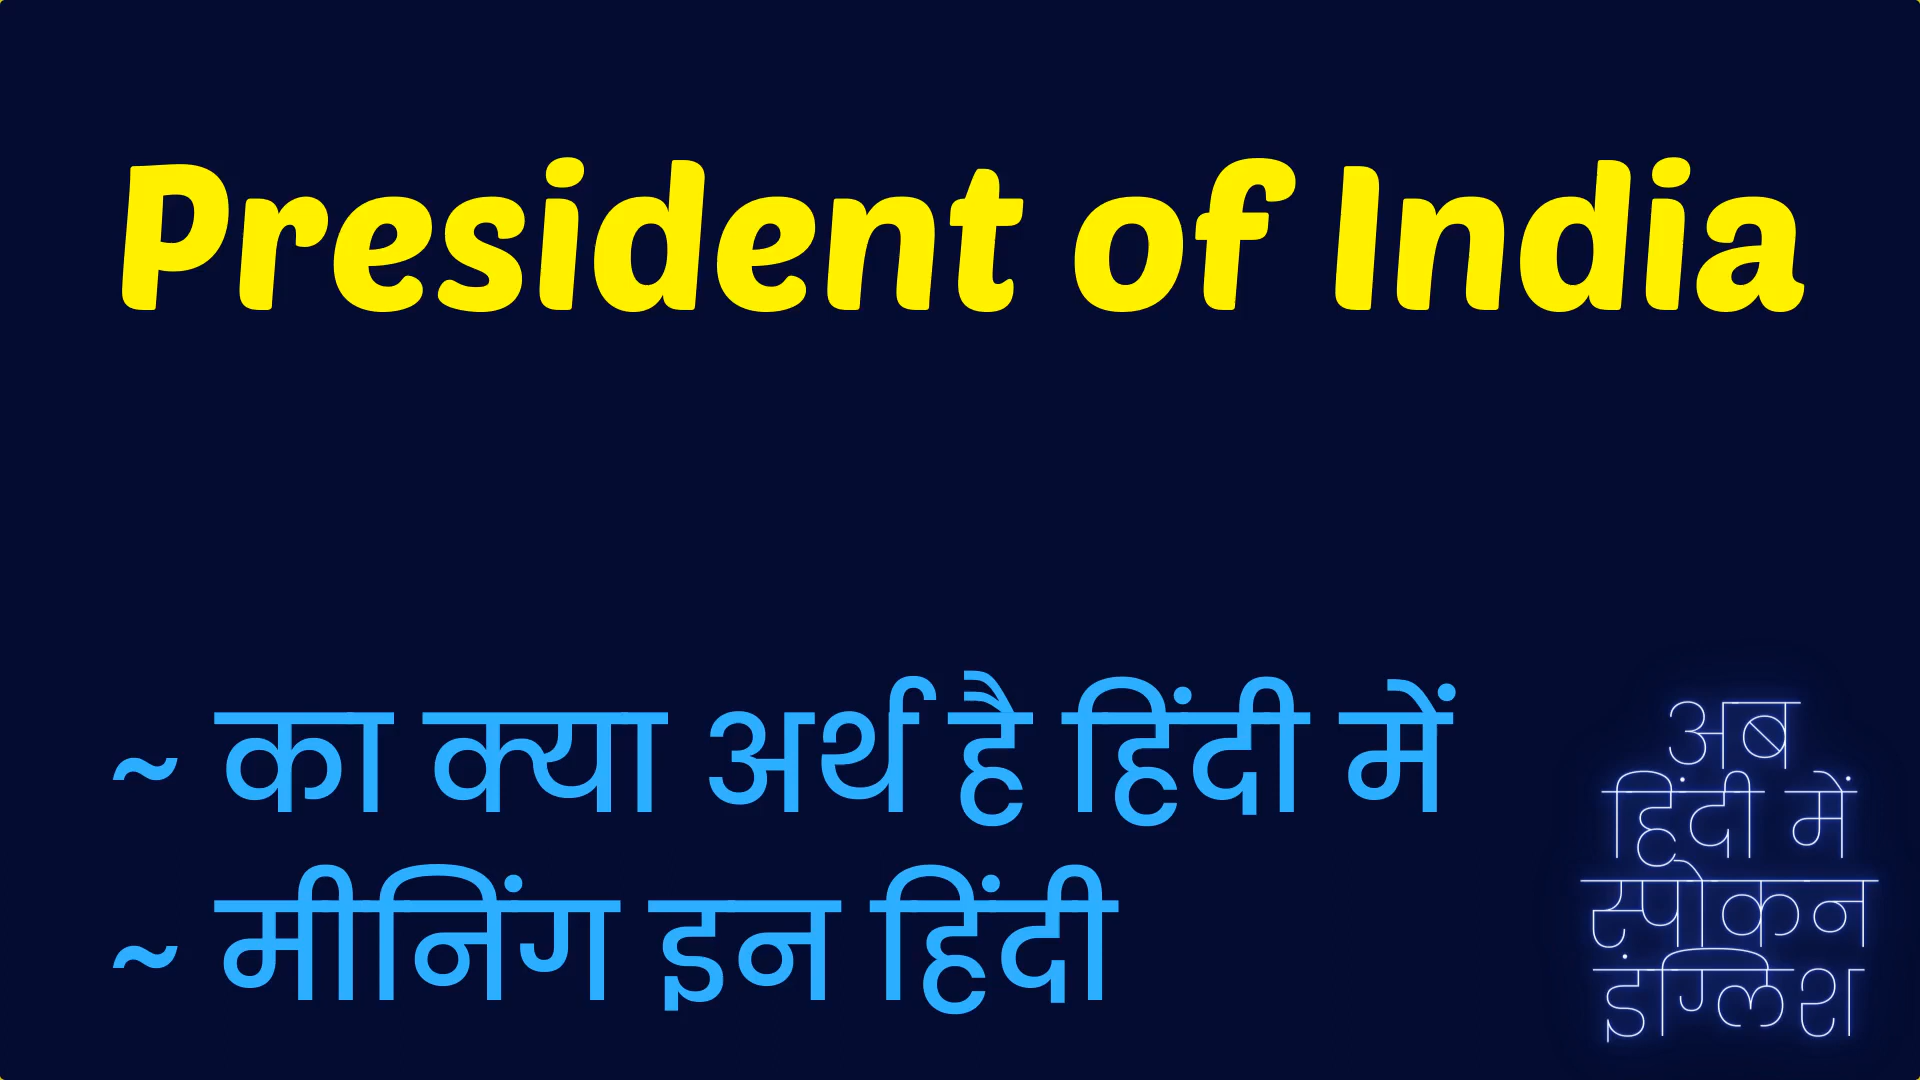 President of India
~ का क्या अर्थ है हिंदी में
~ मीनिंग इन हिंदी
अब
हिंदी में
स्पोकन
इंग्लिश